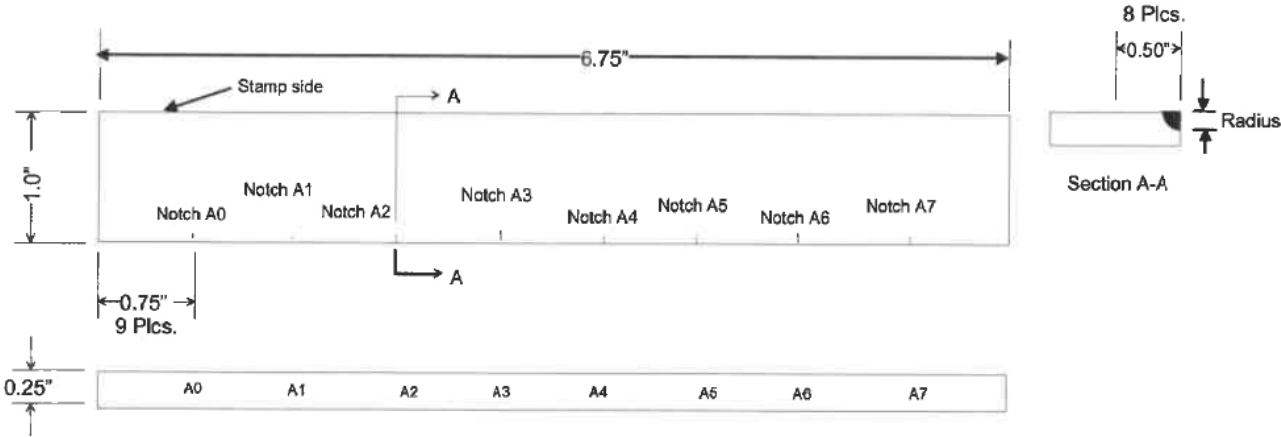 8 Plcs.
0.50"
6.75"
Stamp side
A
Radius
1.0"
Section A-A
Notch A0
Notch A1
Notch A2
Notch A3
Notch A4
Notch A5
Notch A6
Notch A7
A
0.75"
9 Plcs.
0.25"
A0 A1 A2 A3 A4 A5 A6 A7